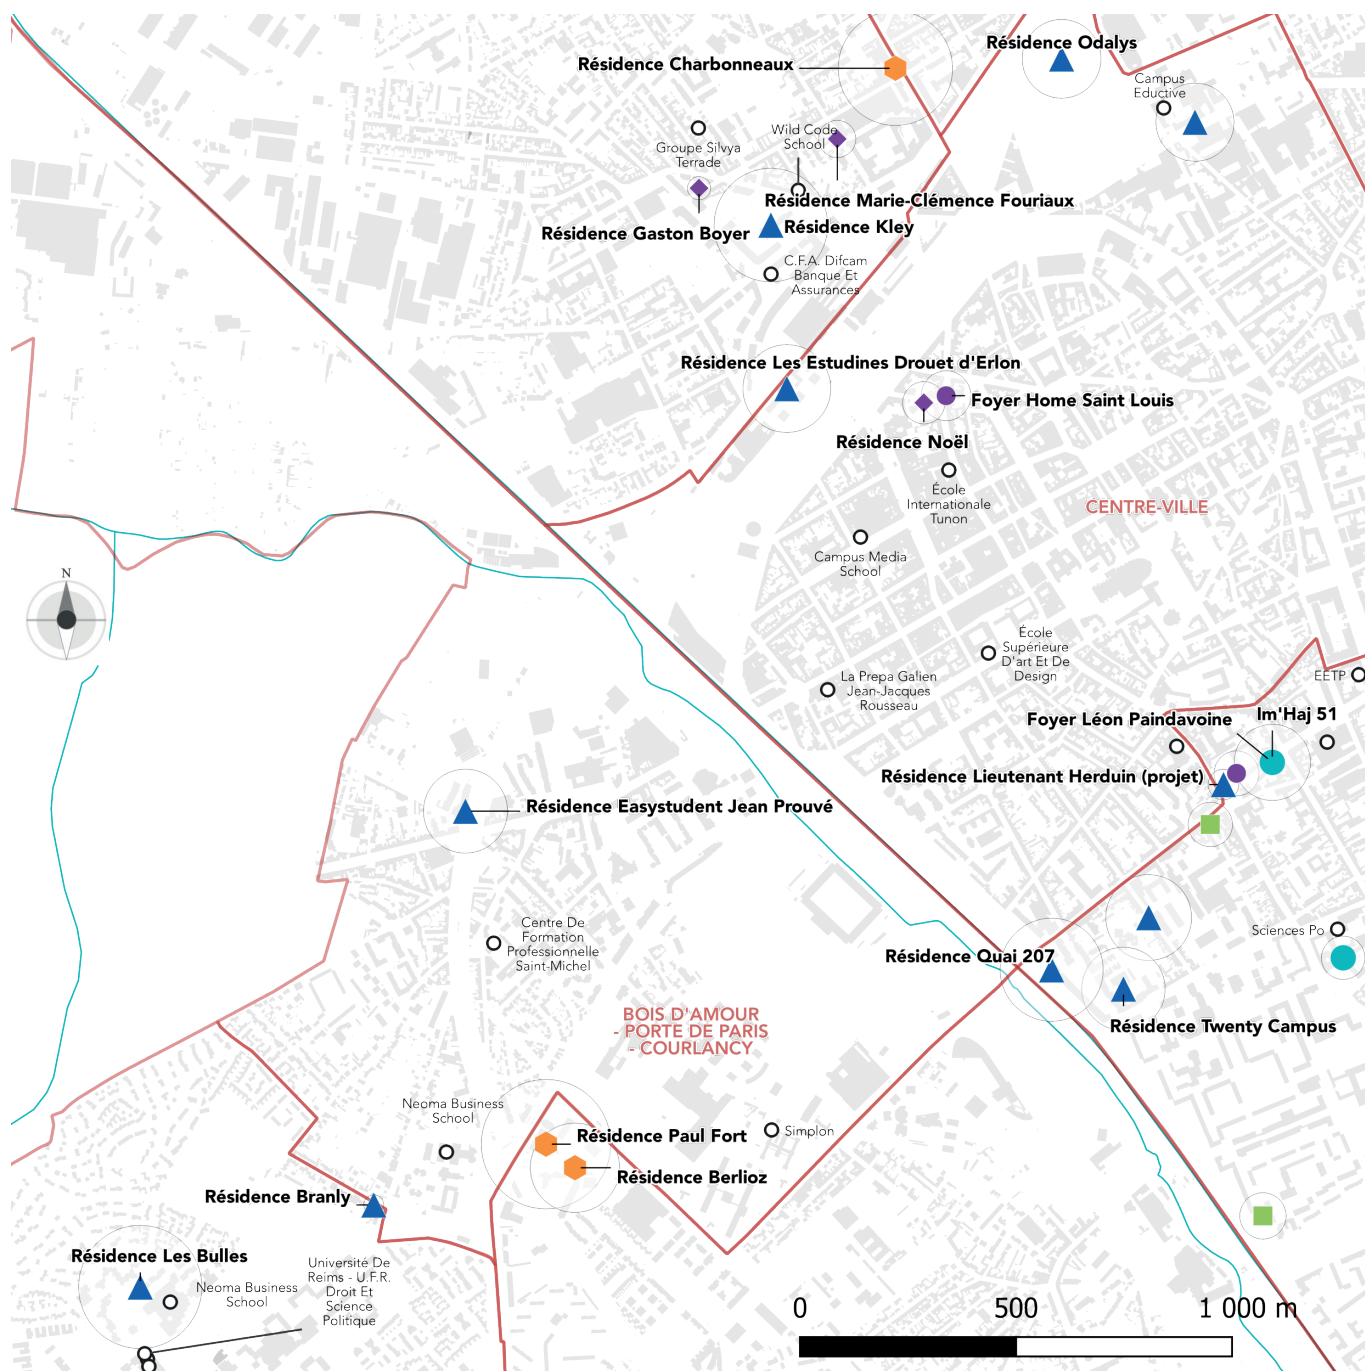 Résidence Odalys
Résidence Charbonneaux
Campus
Eductive
Wild Code
School
Groupe Silvya
Terrade
Résidence Marie-Clémence Fouriaux
Résidence Gaston Boyer
Résidence Kley
C.F.A. Difcam
Banque Et
Assurances
Résidence Les Estudines Drouet d'Erlon
Foyer Home Saint Louis
Résidence Noël
École
Internationale
Tunon
CENTRE-VILLE
Campus Media
School
N
École
Supérieure
D'art Et De
Design
EETP
La Prepa Galien
Jean-Jacques
Rousseau
Foyer Léon Paindavoine
Im'Haj 51
Résidence Lieutenant Herduin (projet)
Résidence Easystudent Jean Prouvé
Centre De
Formation
Professionnelle
Saint-Michel
Sciences Po
Résidence Quai 207
BOIS D'AMOUR
- PORTE DE PARIS
- COURLANCY
Résidence Twenty Campus
Neoma Business
School
Simplon
Résidence Paul Fort
Résidence Berlioz
Résidence Branly
Résidence Les Bulles
Neoma Business
School
Université De
Reims - U.F.R.
Droit Et
Science
Politique
0 500 1 000 m